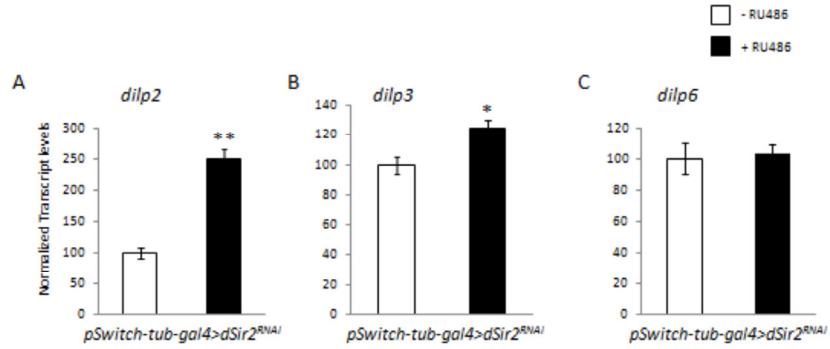 - RU486
+ RU486
A
dilp2
Normalized Transcript levels
300
250
200
150
100
50
0
**
pSwitch-tub-gal4>dSir2RNAi
B
dilp3
140
120
100
80
60
40
20
0
*
pSwitch-tub-gal4>dSir2RNAi
C
dilp6
120
100
80
60
40
20
0
pSwitch-tub-gal4>dSir2RNAi